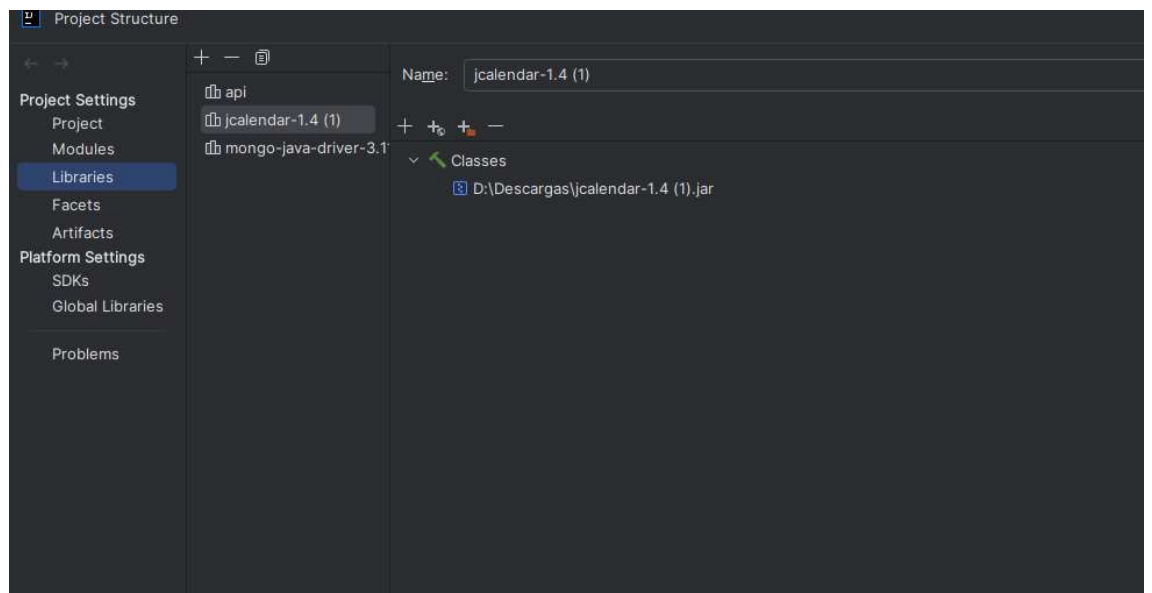 Project Structure
Project Settings
Project
Modules
Libraries
Facets
Artifacts
Platform Settings
SDKs
Global Libraries
Problems
api
jcalendar-1.4 (1)
mongo-java-driver-3.1
Name: jcalendar-1.4 (1)
Classes
D:\Descargas\jcalendar-1.4 (1).jar